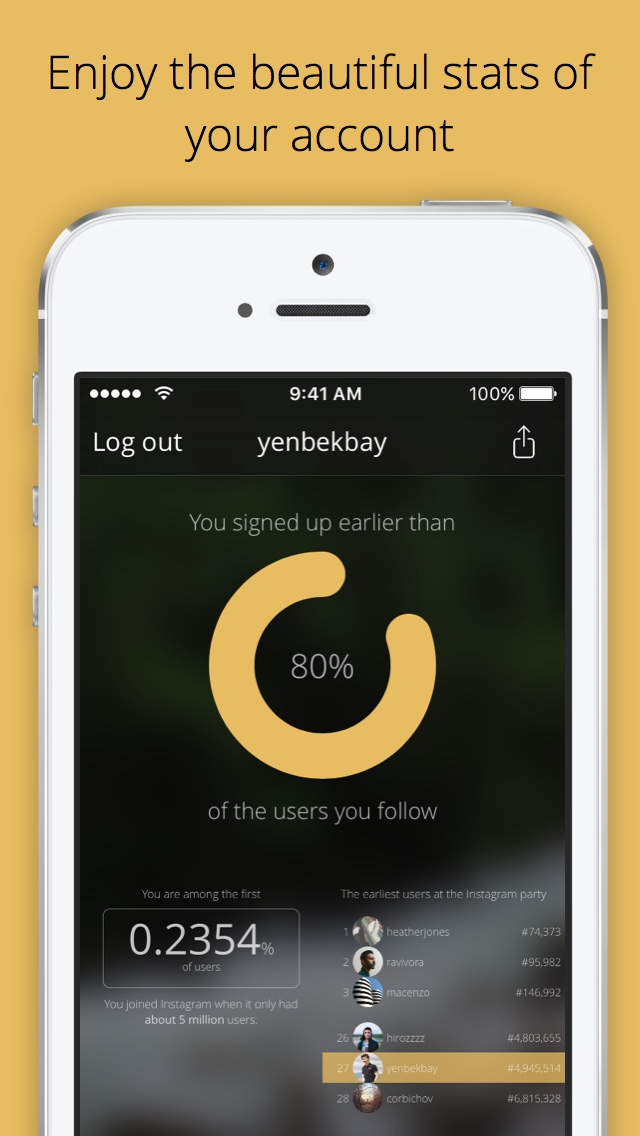 Enjoy the beautiful stats of
your account
9:41 AM
100%
Log out
yenbekbay
You signed up earlier than
80%
of the users you follow
You are among the first
0.2354%
of users
You joined Instagram when it only had
about 5 million users.
The earliest users at the Instagram party
1 heatherjones #74,373
2 ravivora #95,982
3 macenzo #146,992
26 hirozzzz #4,803,655
27 yenbekbay #4,945,514
28 corbichov #6,815,328